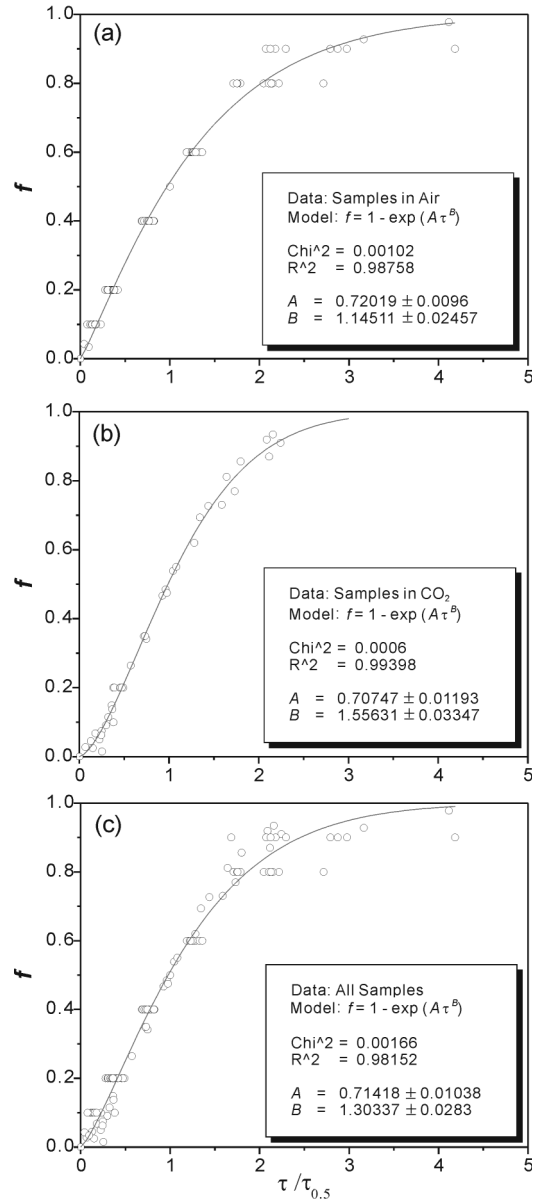 (a)
1.0
0.8
0.6
0.4
0.2
0.0
f
Data: Samples in Air
Model: f = 1 - exp (Aτ^B)
Chi^2 = 0.00102
R^2 = 0.98758
A = 0.72019 ± 0.0096
B = 1.14511 ± 0.02457
0 1 2 3 4 5
(b)
1.0
0.8
0.6
0.4
0.2
0.0
f
Data: Samples in CO₂
Model: f = 1 - exp (Aτ^B)
Chi^2 = 0.0006
R^2 = 0.99398
A = 0.70747 ± 0.01193
B = 1.55631 ± 0.03347
0 1 2 3 4 5
(c)
1.0
0.8
0.6
0.4
0.2
0.0
f
Data: All Samples
Model: f = 1 - exp (Aτ^B)
Chi^2 = 0.00166
R^2 = 0.98152
A = 0.71418 ± 0.01038
B = 1.30337 ± 0.0283
0 1 2 3 4 5
τ/τ₀.₅